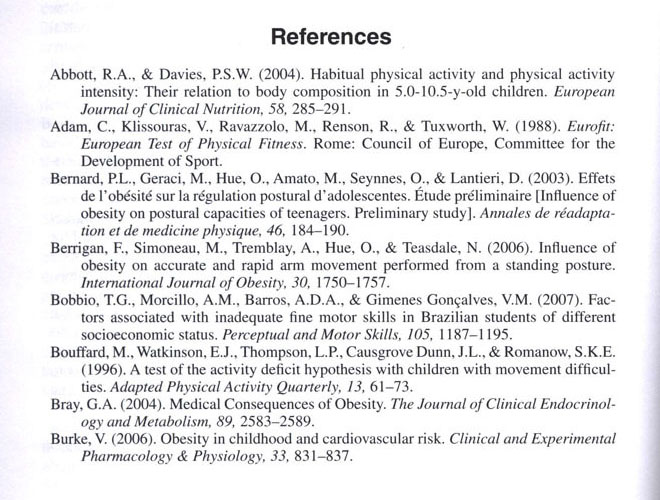 References
Abbott, R.A., & Davies, P.S.W. (2004). Habitual physical activity and physical activity
intensity: Their relation to body composition in 5.0-10.5-y-old children. European
Journal of Clinical Nutrition, 58, 285–291.
Adam, C., Klissouras, V., Ravazzolo, M., Renson, R., & Tuxworth, W. (1988). Eurofit:
European Test of Physical Fitness. Rome: Council of Europe, Committee for the
Development of Sport.
Bernard, P.L., Geraci, M., Hue, O., Amato, M., Seynnes, O., & Lantieri, D. (2003). Effets
de l'obésité sur la régulation postural d'adolescentes. Étude préliminaire [Influence of
obesity on postural capacities of teenagers. Preliminary study]. Annales de réadapta-
tion et de medicine physique, 46, 184–190.
Berrigan, F., Simoneau, M., Tremblay, A., Hue, O., & Teasdale, N. (2006). Influence of
obesity on accurate and rapid arm movement performed from a standing posture.
International Journal of Obesity, 30, 1750–1757.
Bobbio, T.G., Morcillo, A.M., Barros, A.D.A., & Gimenes Gonçalves, V.M. (2007). Fac-
tors associated with inadequate fine motor skills in Brazilian students of different
socioeconomic status. Perceptual and Motor Skills, 105, 1187–1195.
Bouffard, M., Watkinson, E.J., Thompson, L.P., Causgrove Dunn, J.L., & Romanow, S.K.E.
(1996). A test of the activity deficit hypothesis with children with movement difficul-
ties. Adapted Physical Activity Quarterly, 13, 61–73.
Bray, G.A. (2004). Medical Consequences of Obesity. The Journal of Clinical Endocrinol-
ogy and Metabolism, 89, 2583–2589.
Burke, V. (2006). Obesity in childhood and cardiovascular risk. Clinical and Experimental
Pharmacology & Physiology, 33, 831–837.